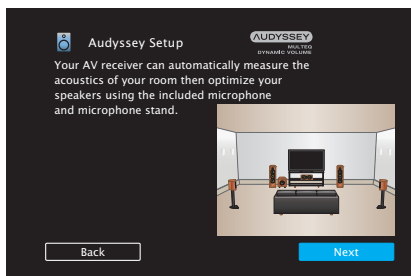 Audyssey Setup
AUDYSSEY
MULTEQ
DYNAMIC VOLUME
Your AV receiver can automatically measure the
acoustics of your room then optimize your
speakers using the included microphone
and microphone stand.
Back
Next